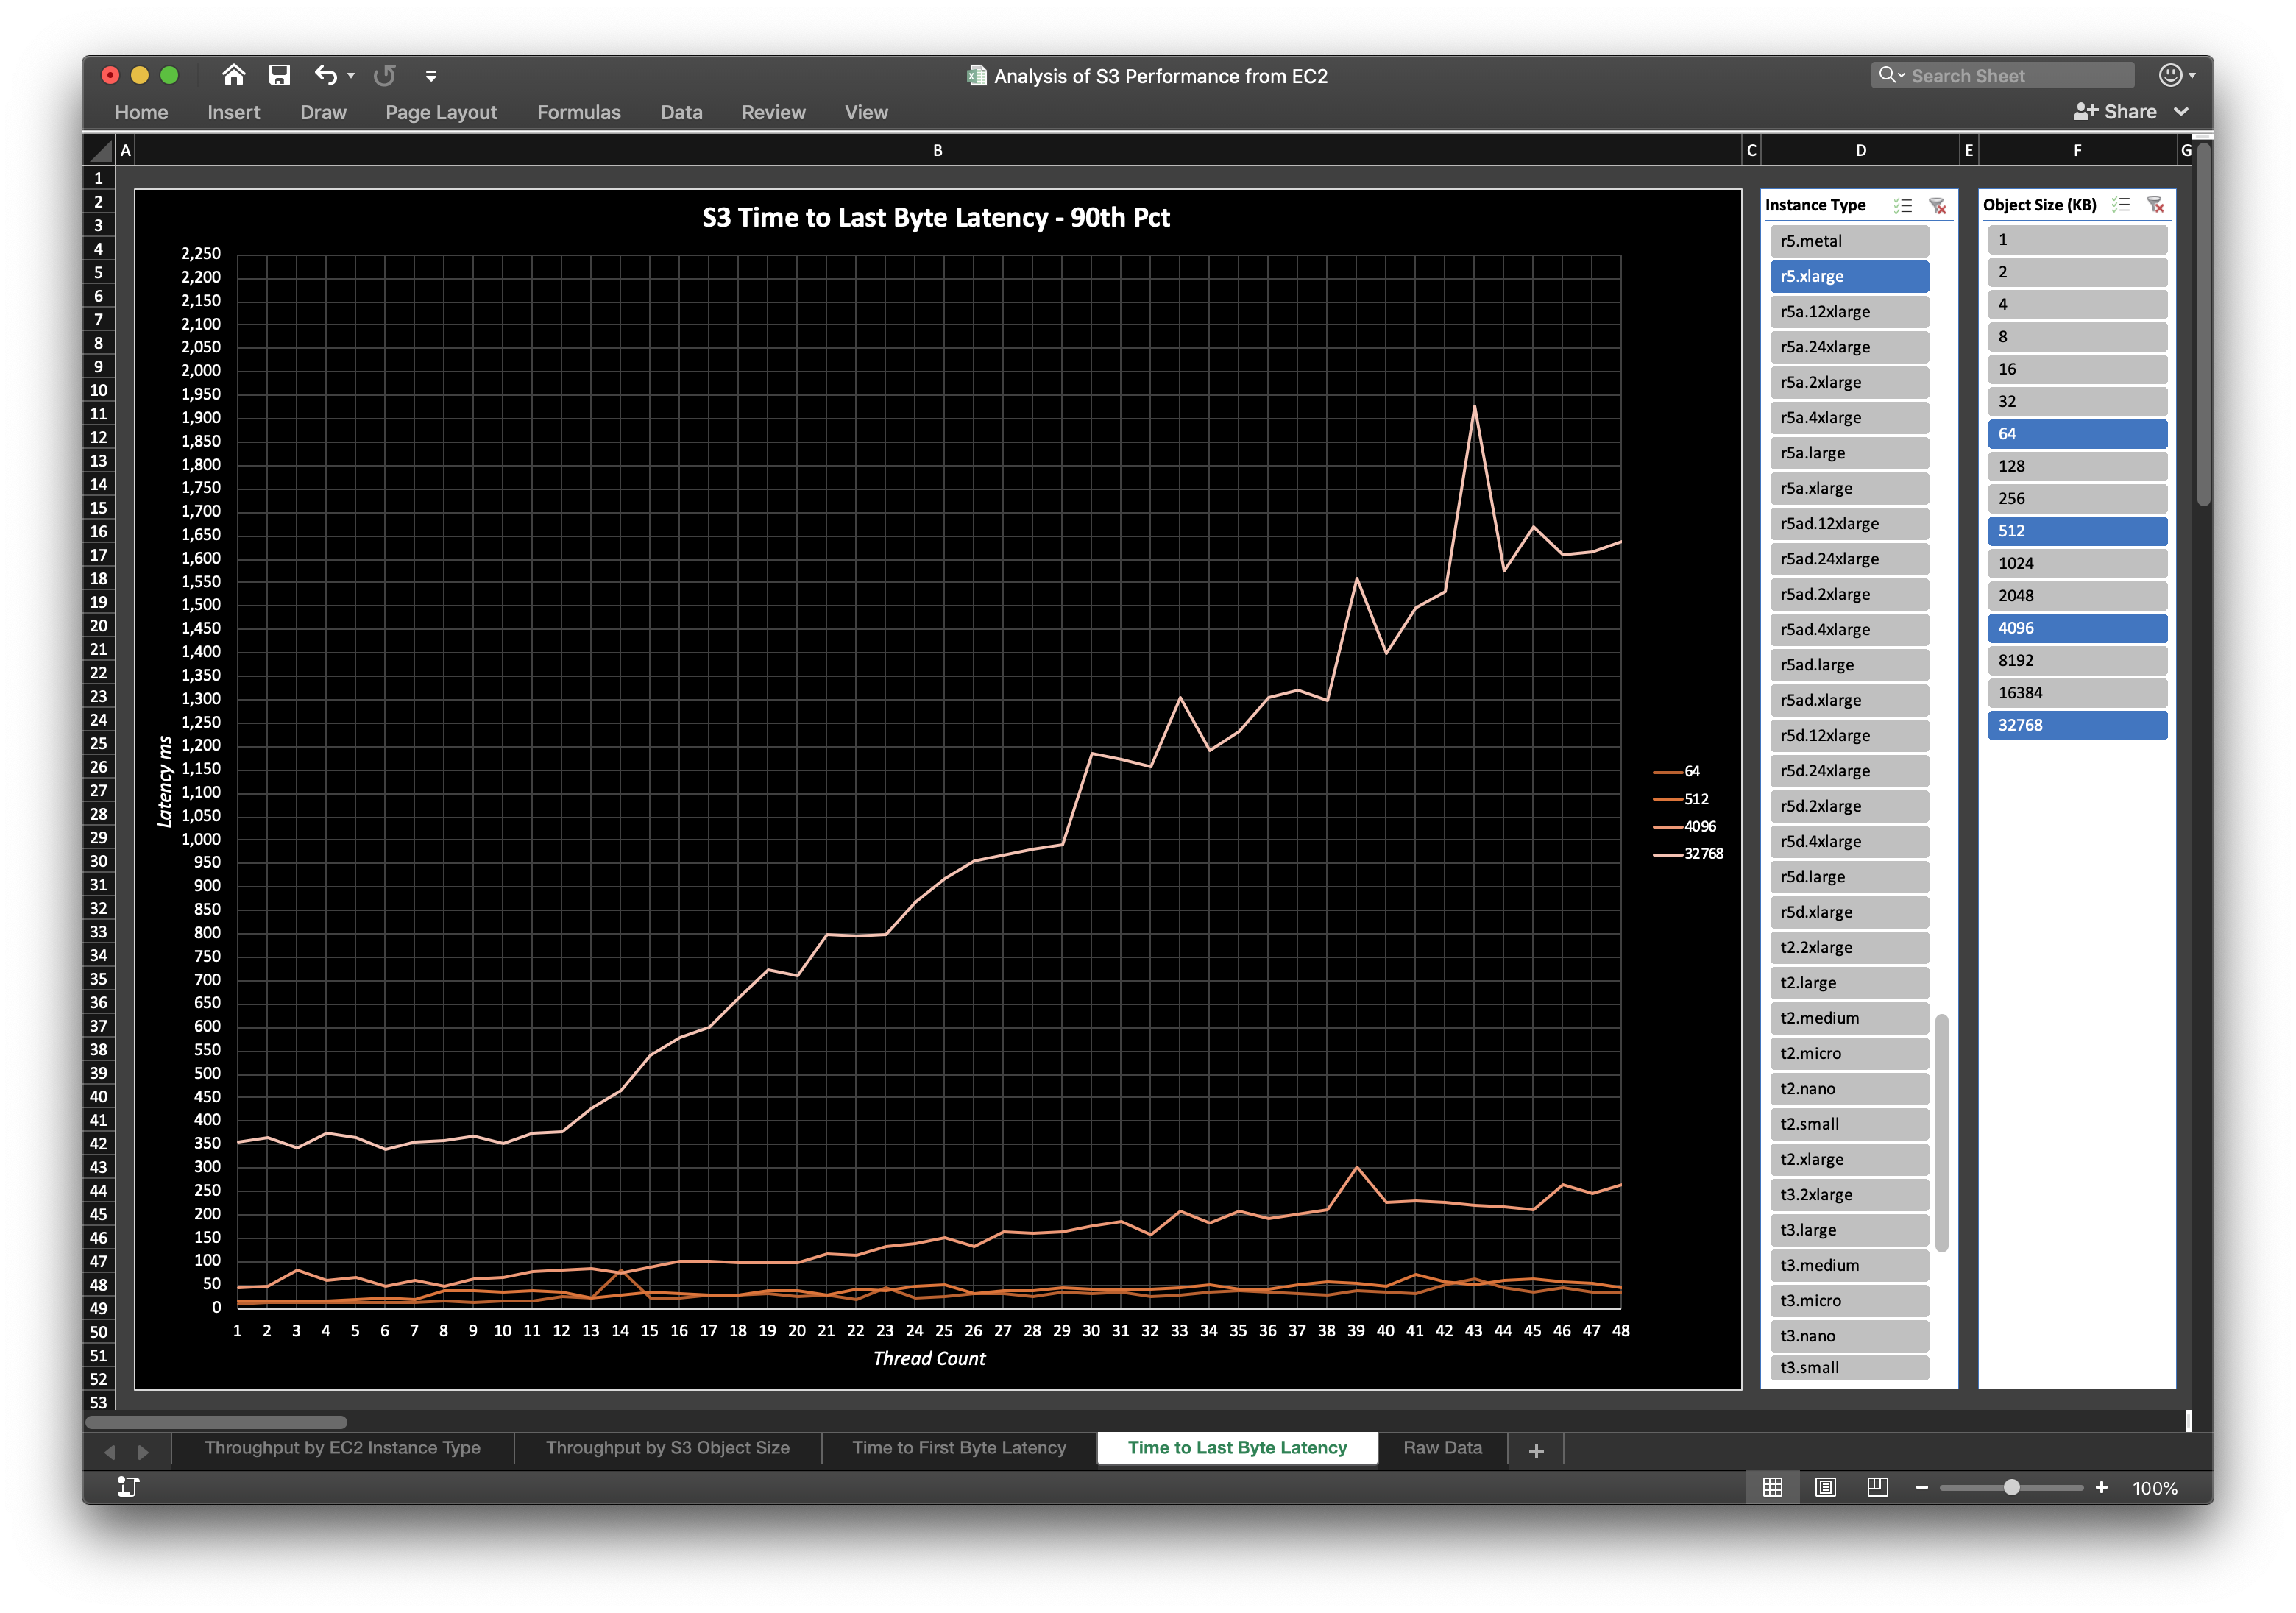 Analysis of S3 Performance from EC2
Search Sheet
Home Insert Draw Page Layout Formulas Data Review View
Share
A B C D E F G
1
2
3
4
5
6
7
8
9
10
11
12
13
14
15
16
17
18
19
20
21
22
23
24
25
26
27
28
29
30
31
32
33
34
35
36
37
38
39
40
41
42
43
44
45
46
47
48
49
50
51
52
53
S3 Time to Last Byte Latency - 90th Pct
Latency ms
2,250
2,200
2,150
2,100
2,050
2,000
1,950
1,900
1,850
1,800
1,750
1,700
1,650
1,600
1,550
1,500
1,450
1,400
1,350
1,300
1,250
1,200
1,150
1,100
1,050
1,000
950
900
850
800
750
700
650
600
550
500
450
400
350
300
250
200
150
100
50
0
1 2 3 4 5 6 7 8 9 10 11 12 13 14 15 16 17 18 19 20 21 22 23 24 25 26 27 28 29 30 31 32 33 34 35 36 37 38 39 40 41 42 43 44 45 46 47 48
Thread Count
64
512
4096
32768
Instance Type
r5.metal
r5.xlarge
r5a.12xlarge
r5a.24xlarge
r5a.2xlarge
r5a.4xlarge
r5a.large
r5a.xlarge
r5ad.12xlarge
r5ad.24xlarge
r5ad.2xlarge
r5ad.4xlarge
r5ad.large
r5ad.xlarge
r5d.12xlarge
r5d.24xlarge
r5d.2xlarge
r5d.4xlarge
r5d.large
r5d.xlarge
t2.2xlarge
t2.large
t2.medium
t2.micro
t2.nano
t2.small
t2.xlarge
t3.2xlarge
t3.large
t3.medium
t3.micro
t3.nano
t3.small
Object Size (KB)
1
2
4
8
16
32
64
128
256
512
1024
2048
4096
8192
16384
32768
Throughput by EC2 Instance Type Throughput by S3 Object Size Time to First Byte Latency Time to Last Byte Latency Raw Data
100%